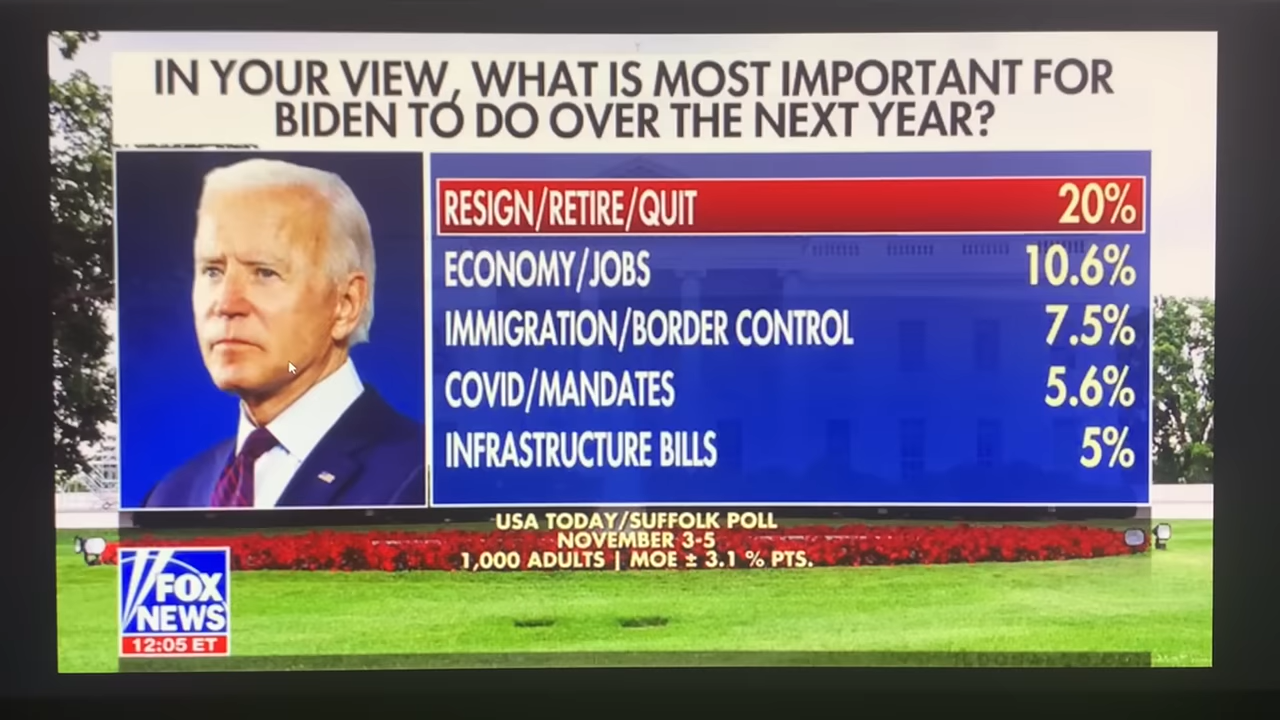 IN YOUR VIEW, WHAT IS MOST IMPORTANT FOR
BIDEN TO DO OVER THE NEXT YEAR?
RESIGN/RETIRE/QUIT 20%
ECONOMY/JOBS 10.6%
IMMIGRATION/BORDER CONTROL 7.5%
COVID/MANDATES 5.6%
INFRASTRUCTURE BILLS 5%
USA TODAY/SUFFOLK POLL
NOVEMBER 3-5
1,000 ADULTS | MOE ± 3.1 % PTS.
FOX
NEWS
12:05 ET